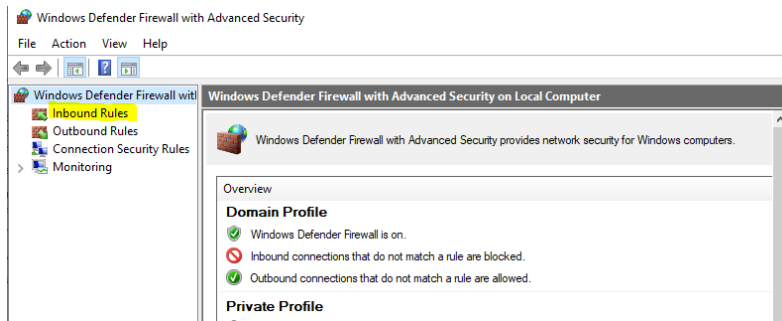 Windows Defender Firewall with Advanced Security
File Action View Help
Windows Defender Firewall witl
Inbound Rules
Outbound Rules
Connection Security Rules
Monitoring
Windows Defender Firewall with Advanced Security on Local Computer
Windows Defender Firewall with Advanced Security provides network security for Windows computers.
Overview
Domain Profile
Windows Defender Firewall is on.
Inbound connections that do not match a rule are blocked.
Outbound connections that do not match a rule are allowed.
Private Profile